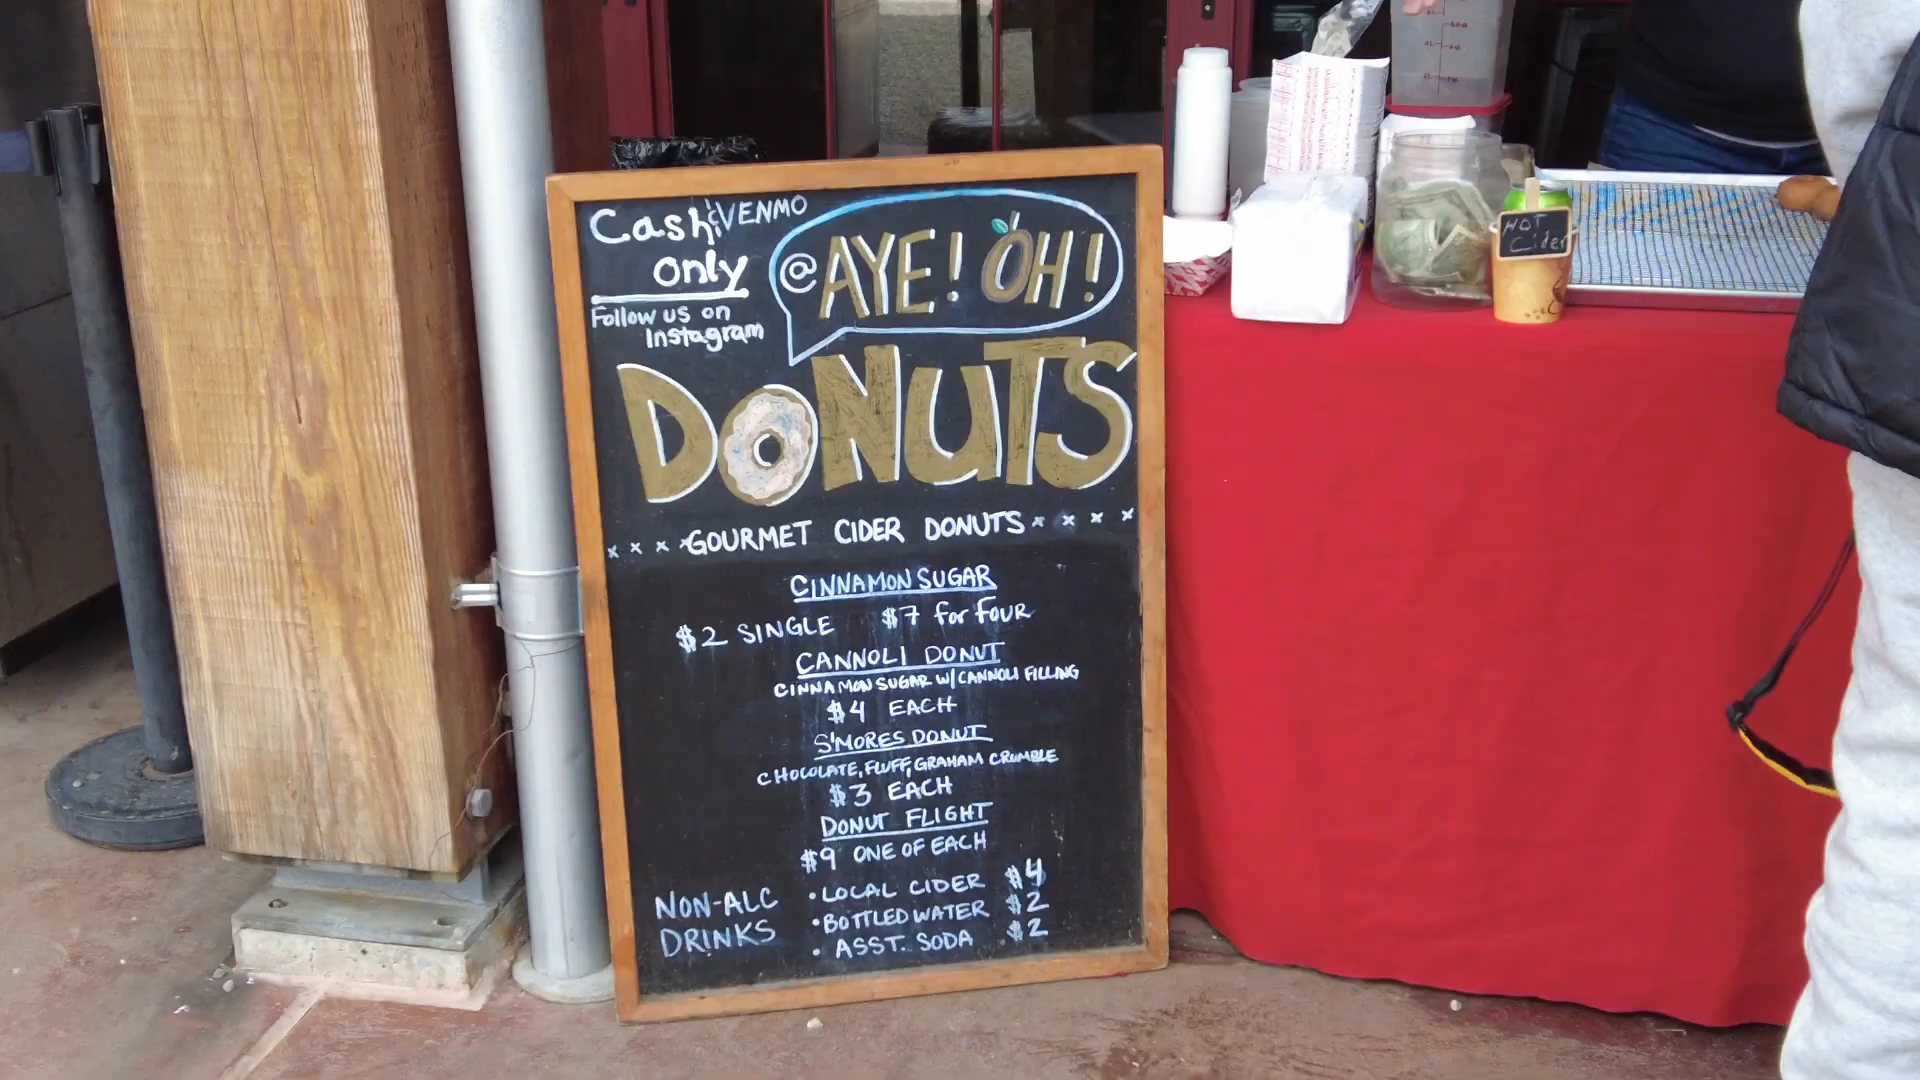 Cash & VENMO
only
Follow us on
Instagram
@AYE! OH!
DONUTS
x x x x GOURMET CIDER DONUTS x x x x
CINNAMON SUGAR
$2 SINGLE $7 for FOUR
CANNOLI DONUT
CINNAMON SUGAR W/ CANNOLI FILLING
$4 EACH
S'MORES DONUT
CHOCOLATE, FLUFF, GRAHAM CRUMBLE
$3 EACH
DONUT FLIGHT
$9 ONE OF EACH
NON-ALC
DRINKS
• LOCAL CIDER $4
• BOTTLED WATER $2
• ASST. SODA $2
HOT
Cider